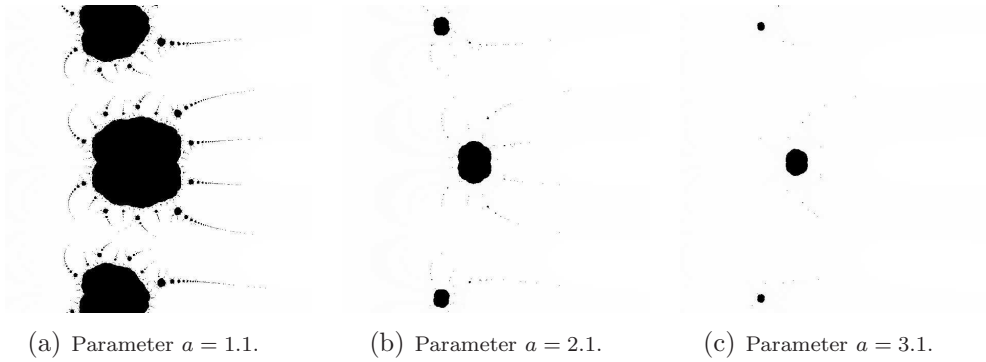 (a) Parameter a = 1.1.
(b) Parameter a = 2.1.
(c) Parameter a = 3.1.